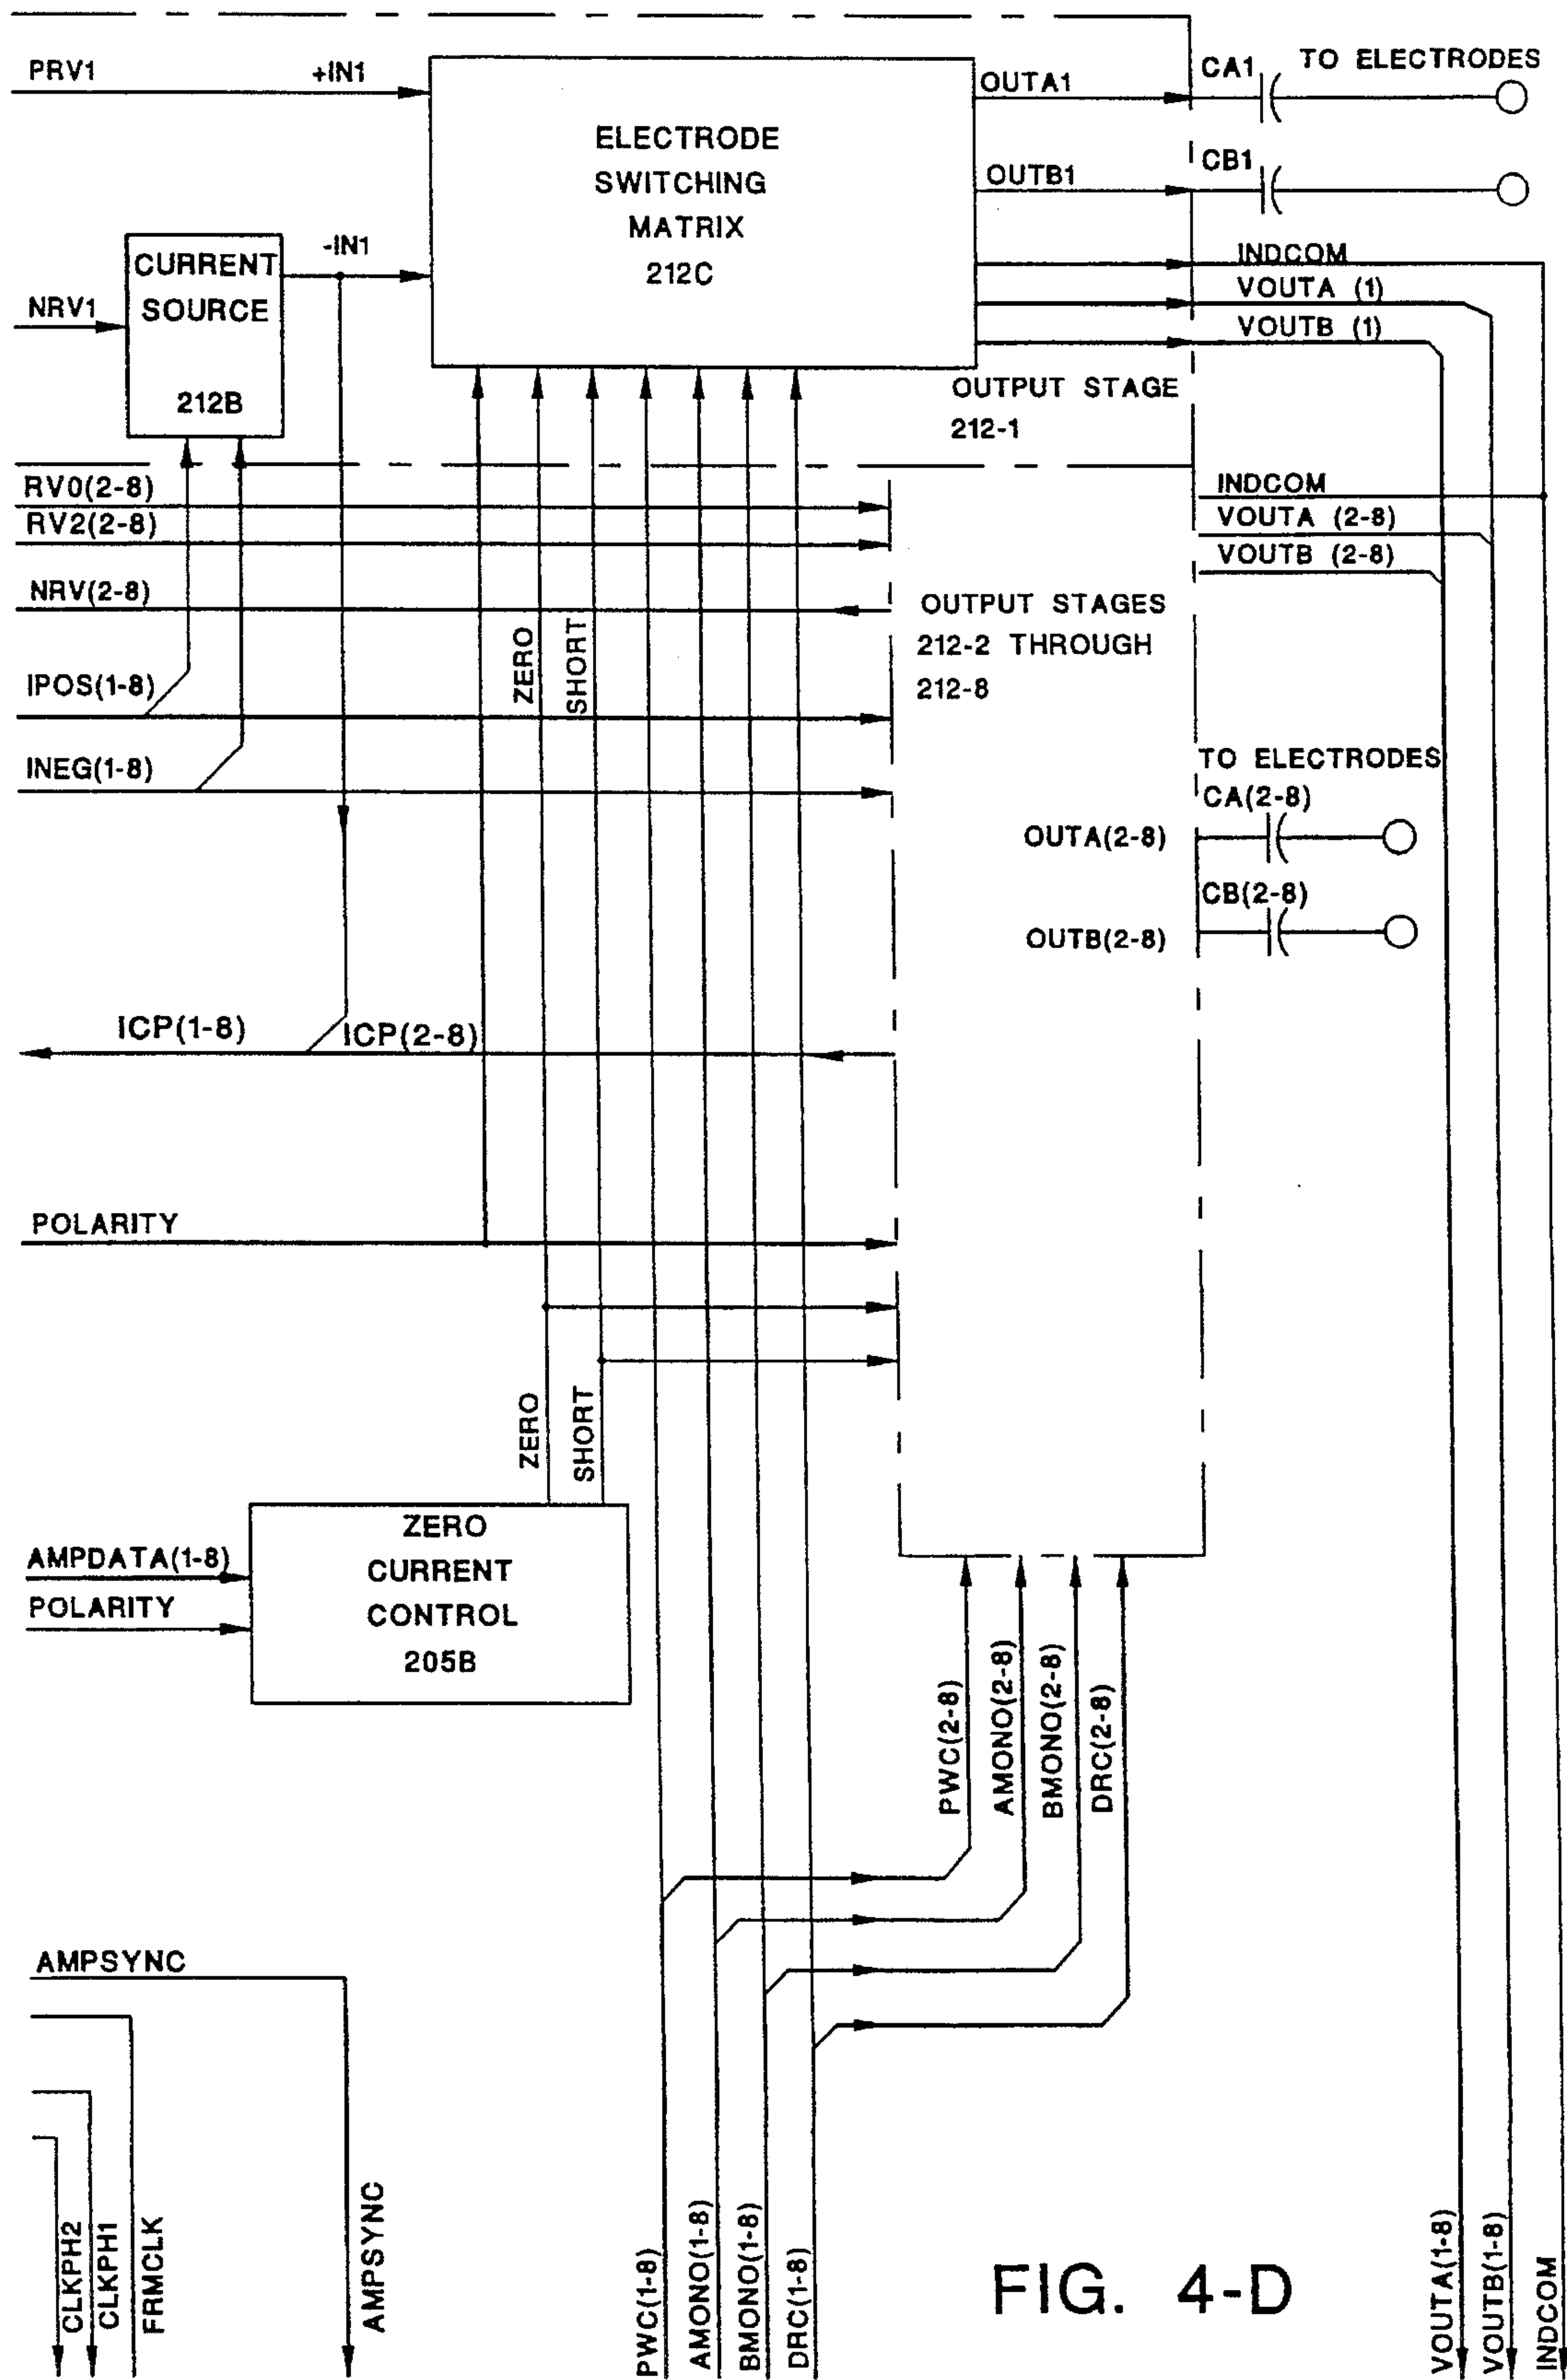 PRV1
+IN1
ELECTRODE
SWITCHING
MATRIX
212C
OUTA1
CA1
TO ELECTRODES
OUTB1
CB1
-IN1
CURRENT
SOURCE
212B
NRV1
INDCOM
VOUTA (1)
VOUTB (1)
OUTPUT STAGE
212-1
RV0(2-8)
RV2(2-8)
NRV(2-8)
IPOS(1-8)
INEG(1-8)
ZERO
SHORT
INDCOM
VOUTA (2-8)
VOUTB (2-8)
OUTPUT STAGES
212-2 THROUGH
212-8
TO ELECTRODES
CA(2-8)
OUTA(2-8)
CB(2-8)
OUTB(2-8)
ICP(1-8)
ICP(2-8)
POLARITY
ZERO
SHORT
ZERO
CURRENT
CONTROL
205B
AMPDATA(1-8)
POLARITY
PWC(2-8)
AMONO(2-8)
BMONO(2-8)
DRC(2-8)
AMPSYNC
CLKPH2
CLKPH1
FRMCLK
AMPSYNC
PWC(1-8)
AMONO(1-8)
BMONO(1-8)
DRC(1-8)
FIG. 4-D
VOUTA(1-8)
VOUTB(1-8)
INDCOM